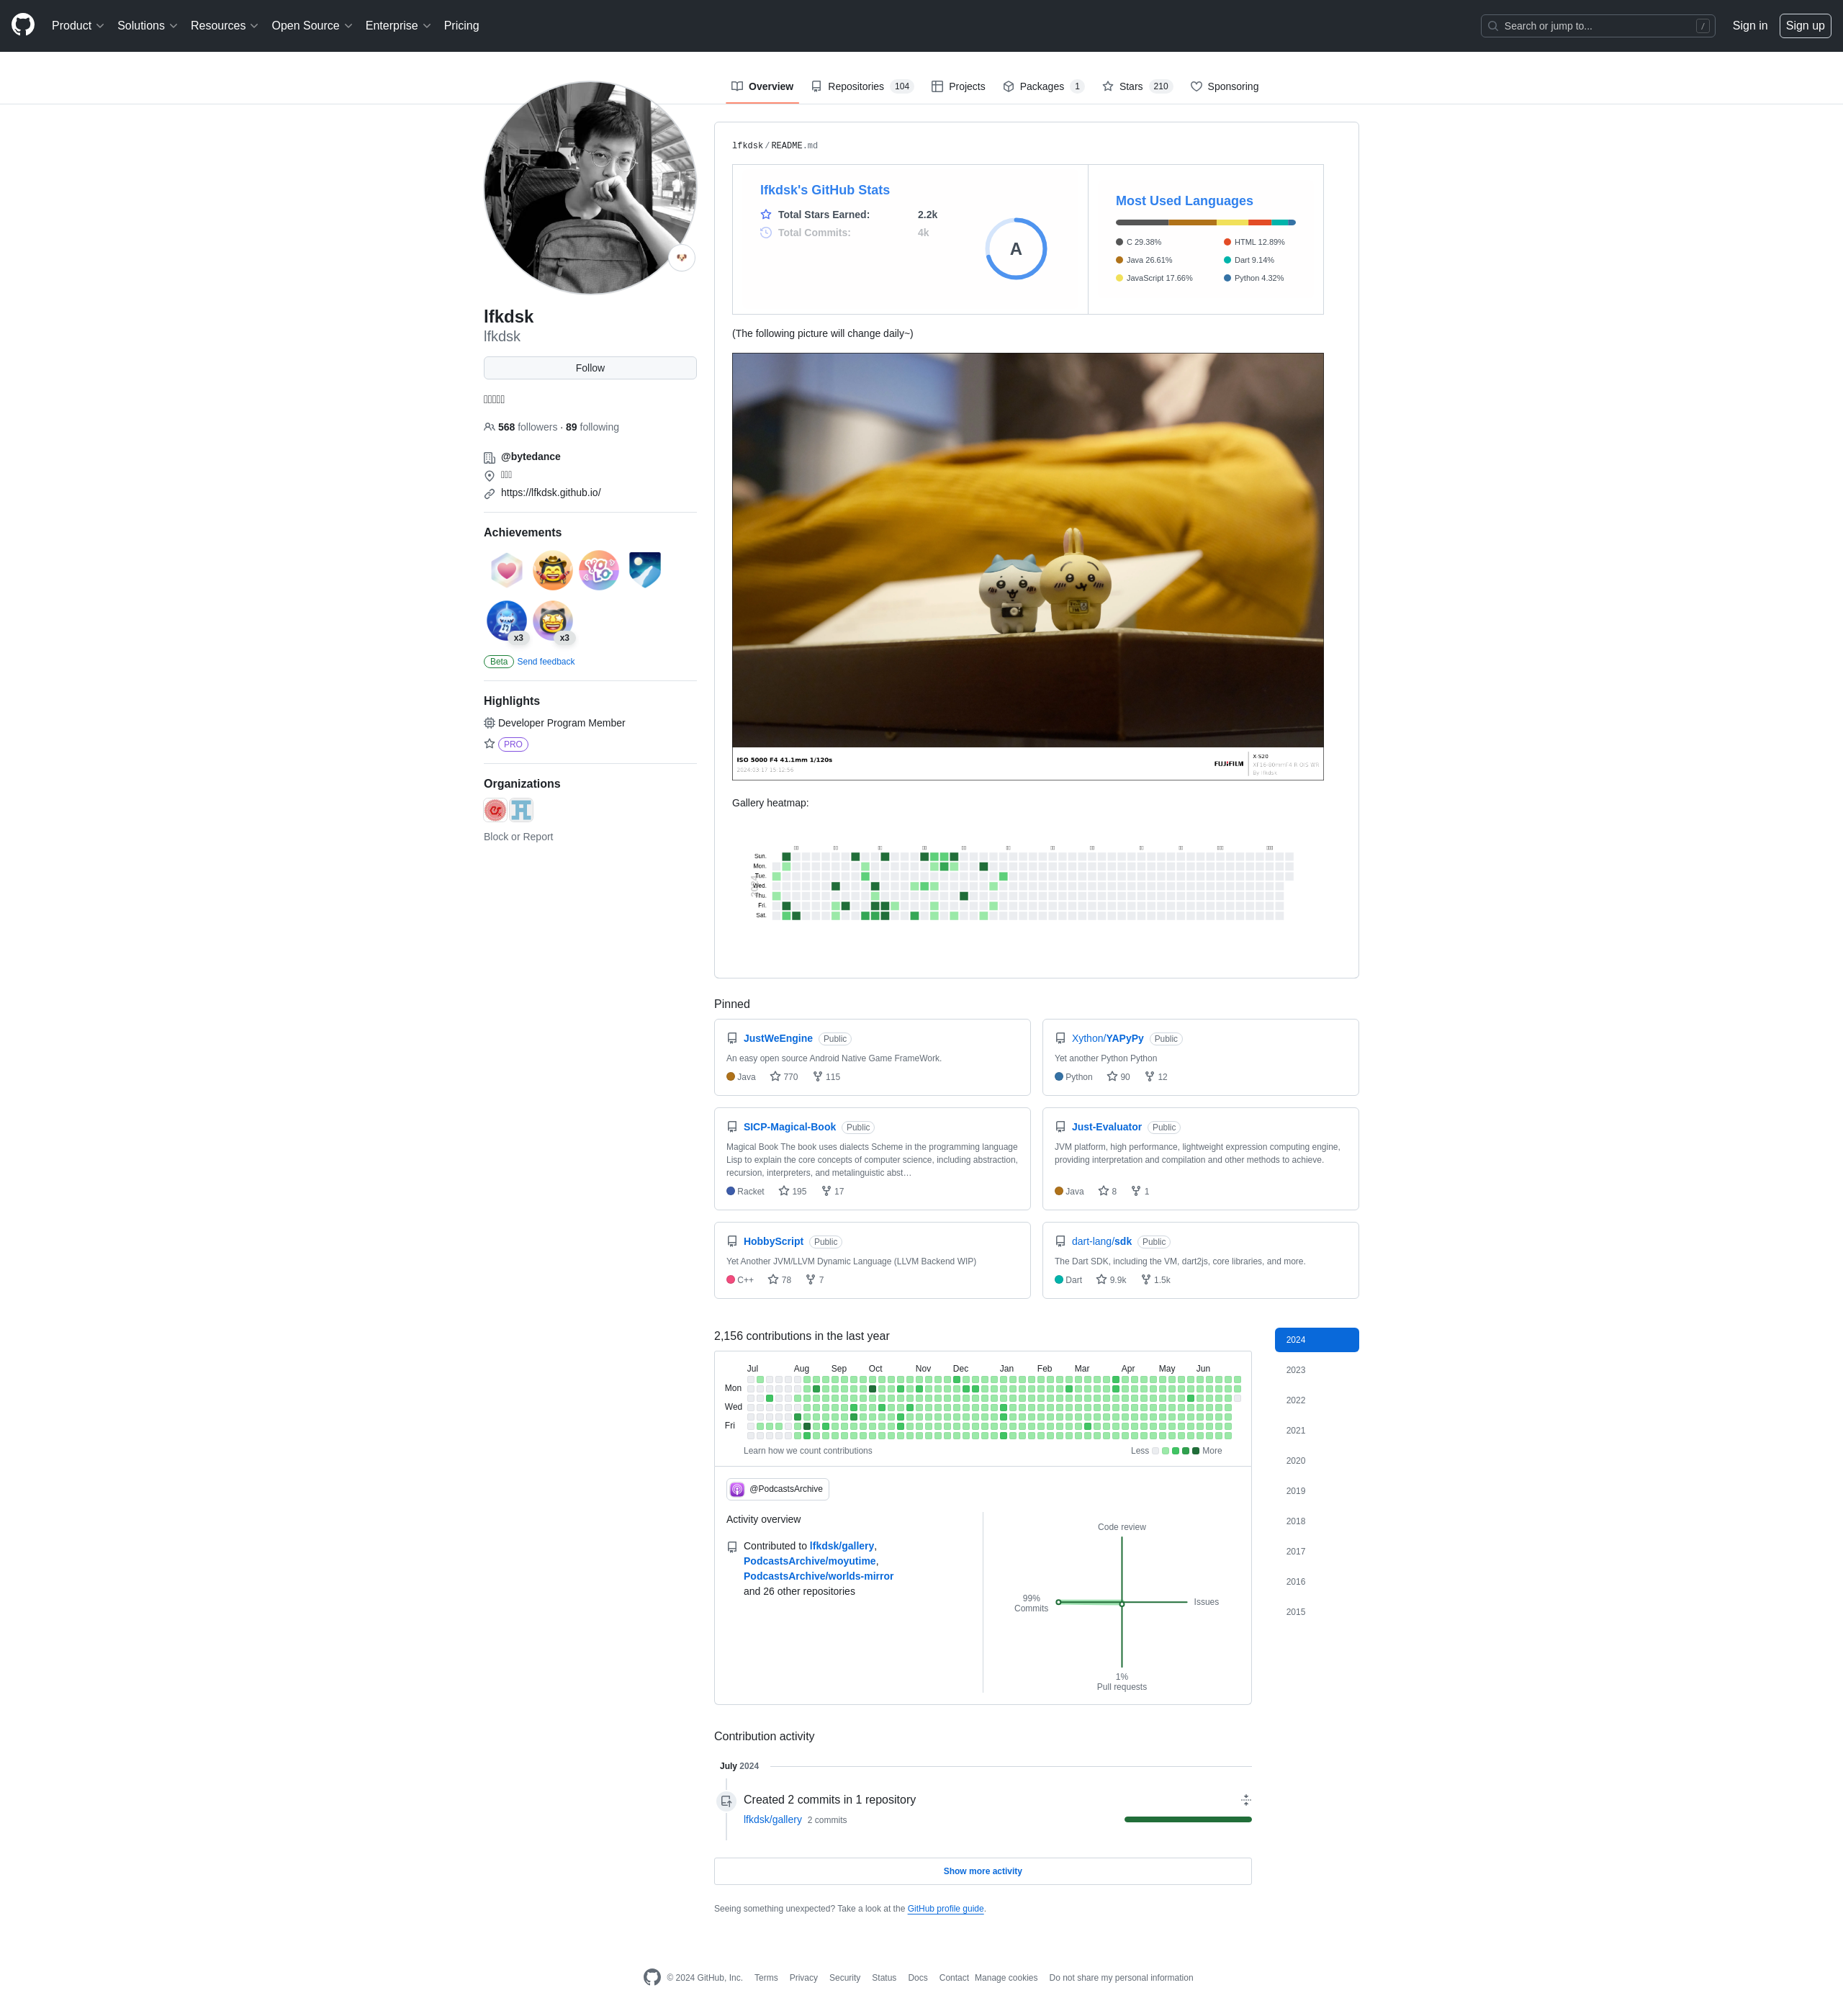 Product Solutions Resources Open Source Enterprise Pricing
Search or jump to... /
Sign in
Sign up
Overview Repositories 104 Projects Packages 1 Stars 210 Sponsoring
lfkdsk
lfkdsk
Follow
568 followers · 89 following
@bytedance
https://lfkdsk.github.io/
Achievements
YOLO
x3 x3
Beta Send feedback
Highlights
Developer Program Member
PRO
Organizations
Block or Report
lfkdsk/README.md
lfkdsk's GitHub Stats
Total Stars Earned: 2.2k
Total Commits: 4k
A
Most Used Languages
C 29.38%
Java 26.61%
JavaScript 17.66%
HTML 12.89%
Dart 9.14%
Python 4.32%
(The following picture will change daily~)
ISO 5000 F4 41.1mm 1/120s
FUJIFILM
Gallery heatmap:
Sun.
Mon.
Tue.
Wed.
Thu.
Fri.
Sat.
Pinned
JustWeEngine Public
An easy open source Android Native Game FrameWork.
Java 770 115
Xython/YAPyPy Public
Yet another Python Python
Python 90 12
SICP-Magical-Book Public
Magical Book The book uses dialects Scheme in the programming language
Lisp to explain the core concepts of computer science, including abstraction,
recursion, interpreters, and metalinguistic abst…
Racket 195 17
Just-Evaluator Public
JVM platform, high performance, lightweight expression computing engine,
providing interpretation and compilation and other methods to achieve.
Java 8 1
HobbyScript Public
Yet Another JVM/LLVM Dynamic Language (LLVM Backend WIP)
C++ 78 7
dart-lang/sdk Public
The Dart SDK, including the VM, dart2js, core libraries, and more.
Dart 9.9k 1.5k
2,156 contributions in the last year
Jul Aug Sep Oct Nov Dec Jan Feb Mar Apr May Jun
Mon
Wed
Fri
Learn how we count contributions
Less More
@PodcastsArchive
Activity overview
Contributed to lfkdsk/gallery,
PodcastsArchive/moyutime,
PodcastsArchive/worlds-mirror
and 26 other repositories
Code review
99%
Commits
Issues
1%
Pull requests
2024
2023
2022
2021
2020
2019
2018
2017
2016
2015
Contribution activity
July 2024
Created 2 commits in 1 repository
lfkdsk/gallery 2 commits
Show more activity
Seeing something unexpected? Take a look at the GitHub profile guide.
© 2024 GitHub, Inc. Terms Privacy Security Status Docs Contact Manage cookies Do not share my personal information